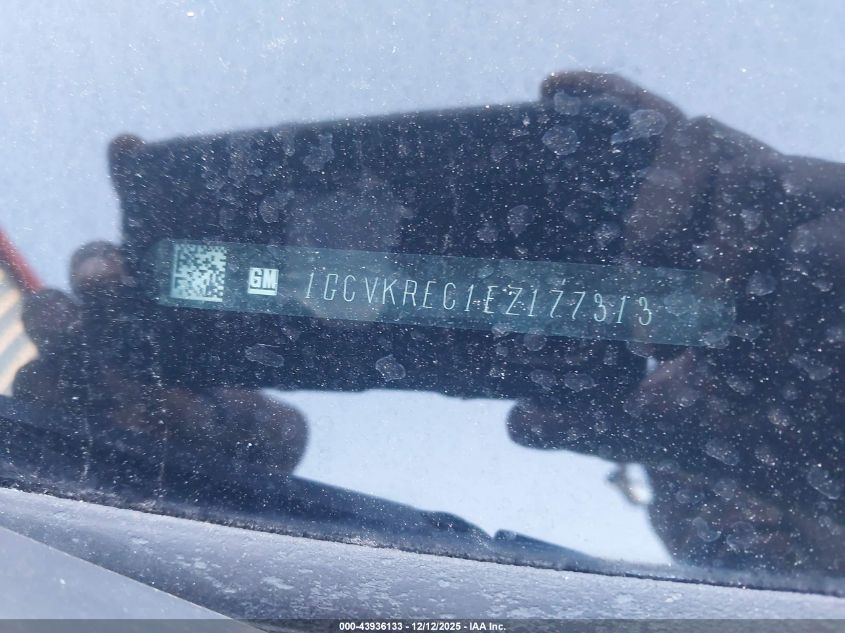 GM 1GCVKREC1EZ177313
000-43936133 - 12/12/2025 - IAA Inc.